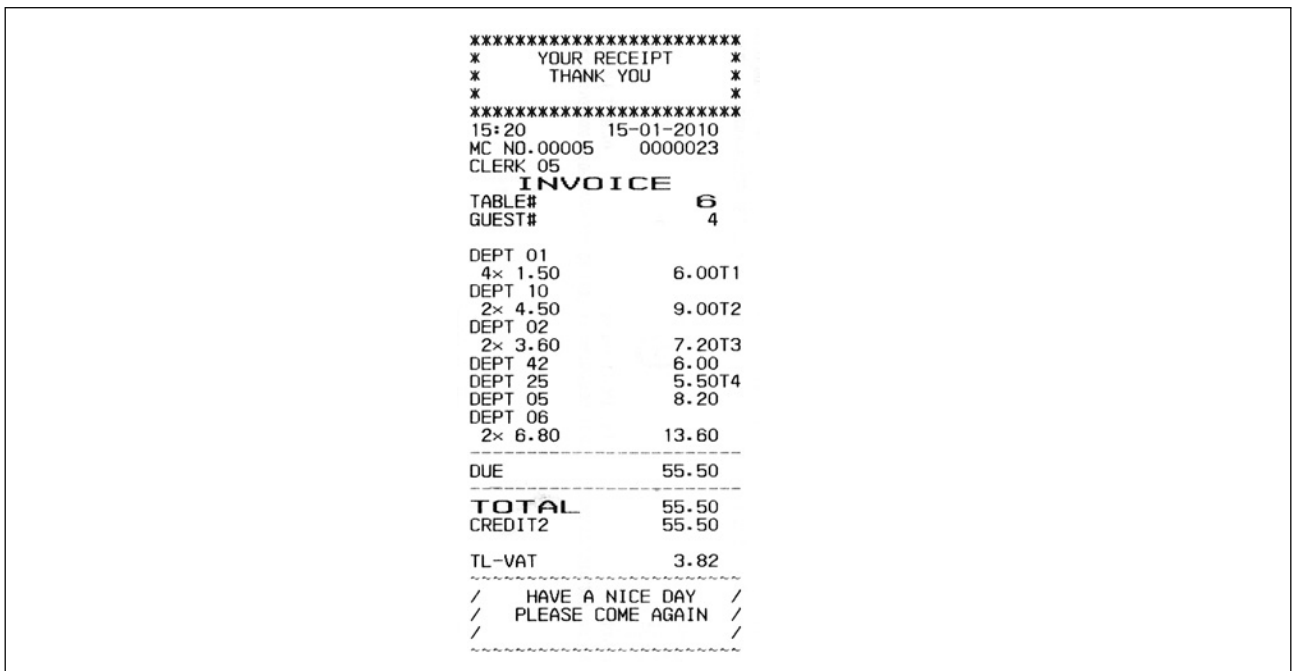 ************************
* YOUR RECEIPT *
* THANK YOU *
* *
************************
15:20 15-01-2010
MC NO.00005 0000023
CLERK 05
INVOICE
TABLE# 6
GUEST# 4
DEPT 01
4× 1.50 6.00T1
DEPT 10
2× 4.50 9.00T2
DEPT 02
2× 3.60 7.20T3
DEPT 42 6.00
DEPT 25 5.50T4
DEPT 05 8.20
DEPT 06
2× 6.80 13.60
------------------------
DUE 55.50
------------------------
TOTAL 55.50
CREDIT2 55.50
TL-VAT 3.82
~~~~~~~~~~~~~~~~~~~~~~~~
/ HAVE A NICE DAY /
/ PLEASE COME AGAIN /
/ /
~~~~~~~~~~~~~~~~~~~~~~~~